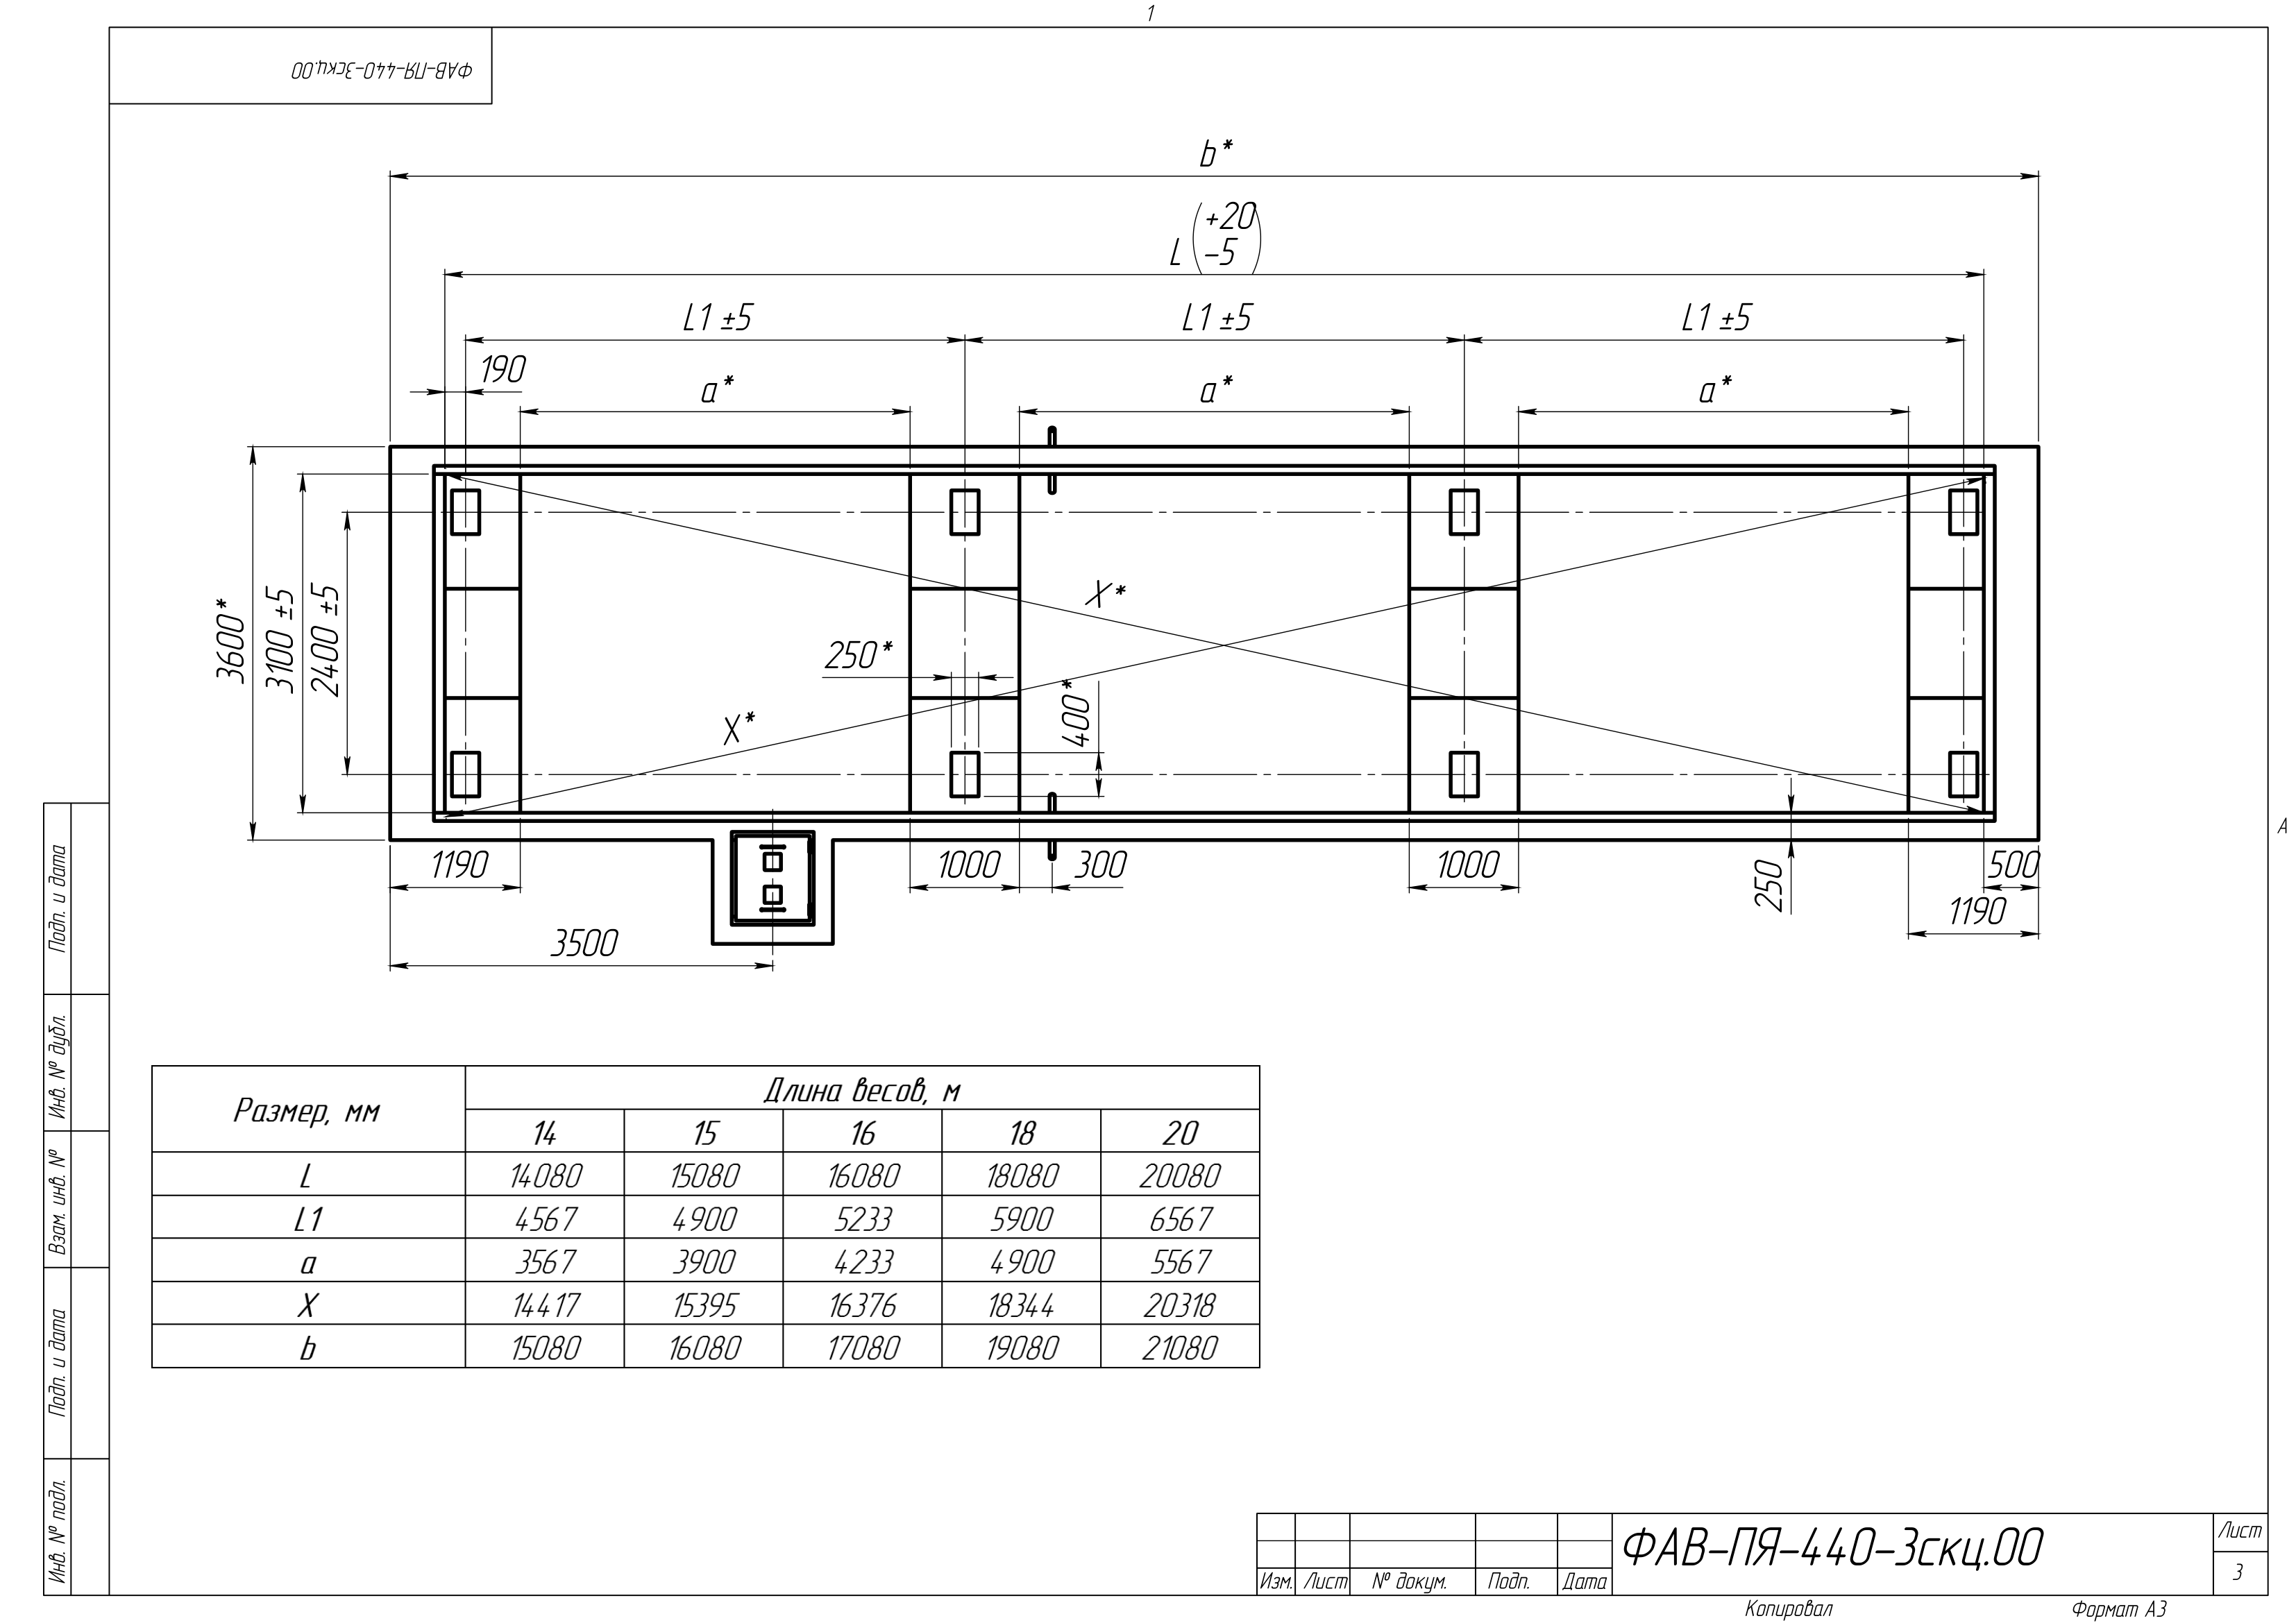 1
ФАВ-ПЯ-440-3скц.00
b*
L (+20
-5)
L1 ±5 L1 ±5 L1 ±5
190
a* a* a*
3600*
3100 ±5
2400 ±5
X*
X*
250*
400*
1190 1000 300 1000 250 500
1190
3500
А
Размер, мм Длина весов, м
14 15 16 18 20
L 14080 15080 16080 18080 20080
L1 4567 4900 5233 5900 6567
a 3567 3900 4233 4900 5567
X 14417 15395 16376 18344 20318
b 15080 16080 17080 19080 21080
Подп. и дата
Инв. № дубл.
Взам. инв. №
Подп. и дата
Инв. № подл.
Изм. Лист № докум. Подп. Дата
ФАВ-ПЯ-440-3скц.00
Лист
3
Копировал Формат А3